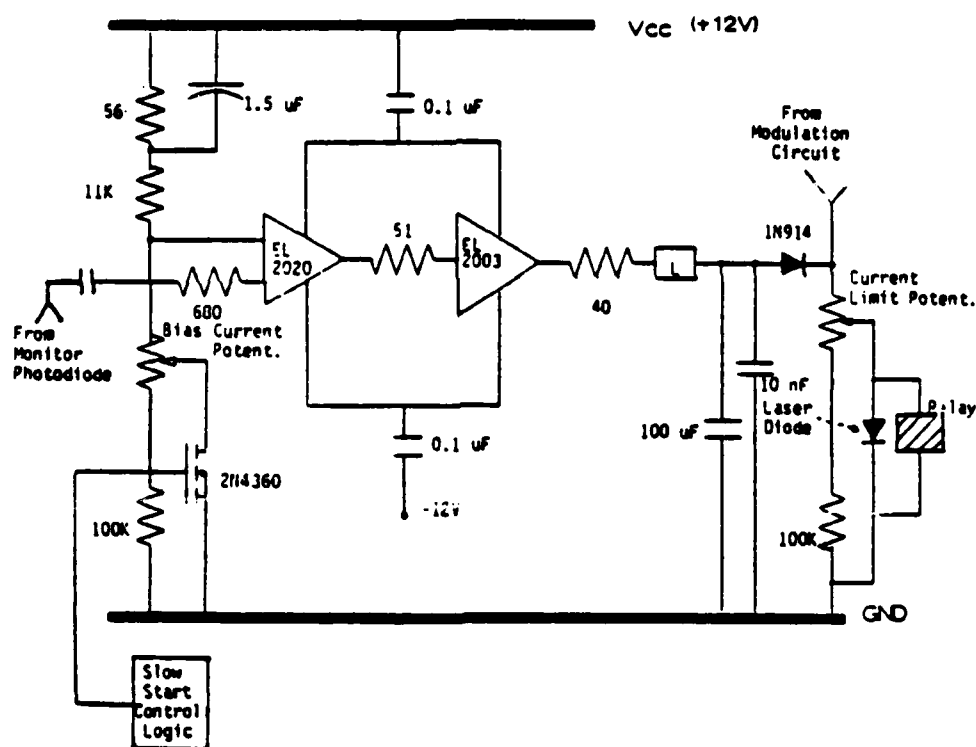 Vcc (+12V)
56
1.5 uF
0.1 uF
From
Modulation
Circuit
11K
1N914
EL
2020
51
EL
2003
L
40
680
Current
Limit Potent.
From
Monitor
Photodiode
Bias Current
Potent.
10 nF
Laser
Diode
Relay
100 uF
0.1 uF
2N4360
-12V
100K
100K
GND
Slow
Start
Control
Logic